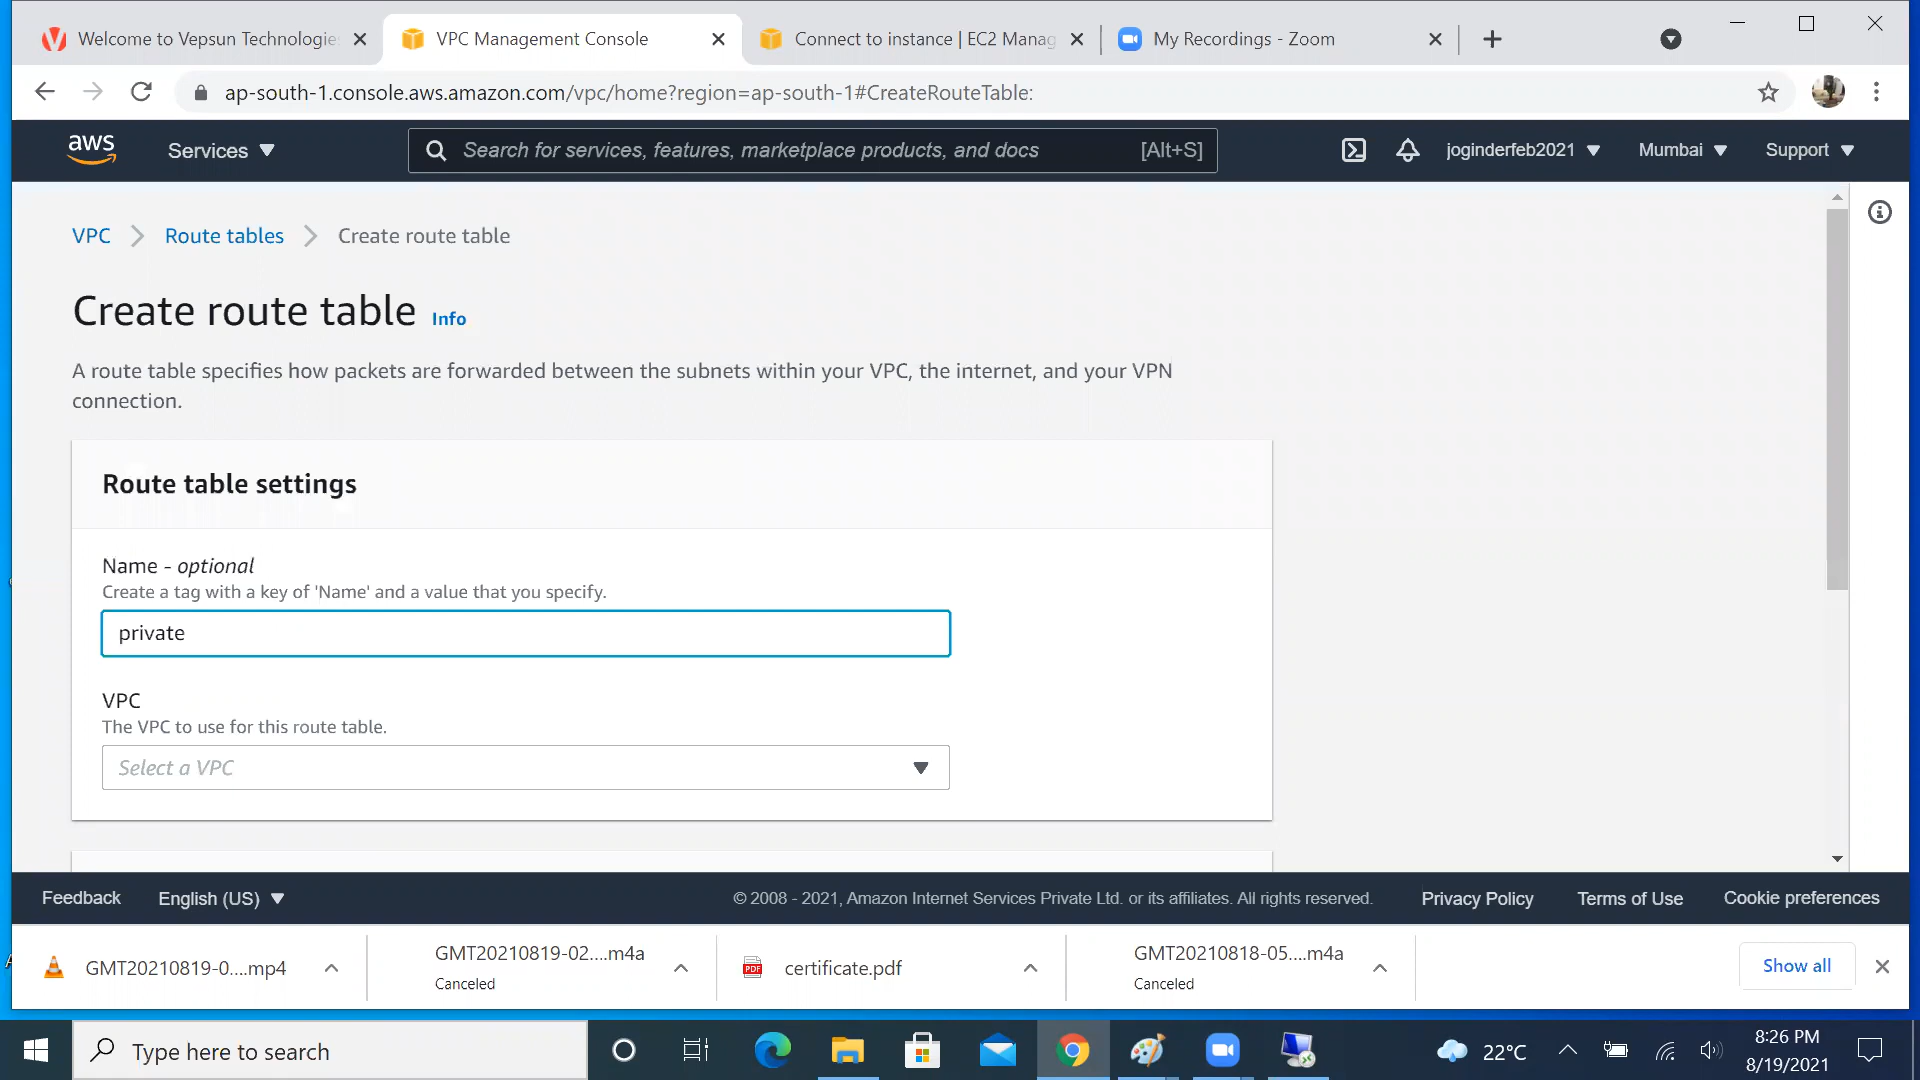 Welcome to Vepsun Technologie
VPC Management Console
Connect to instance | EC2 Manag
My Recordings - Zoom
ap-south-1.console.aws.amazon.com/vpc/home?region=ap-south-1#CreateRouteTable:
aws
Services
Search for services, features, marketplace products, and docs
[Alt+S]
joginderfeb2021
Mumbai
Support
VPC
Route tables
Create route table
Create route table
Info
A route table specifies how packets are forwarded between the subnets within your VPC, the internet, and your VPN
connection.
Route table settings
Name - optional
Create a tag with a key of 'Name' and a value that you specify.
private
VPC
The VPC to use for this route table.
Select a VPC
Feedback
English (US)
© 2008 - 2021, Amazon Internet Services Private Ltd. or its affiliates. All rights reserved.
Privacy Policy
Terms of Use
Cookie preferences
GMT20210819-0....mp4
GMT20210819-02....m4a
Canceled
PDF
certificate.pdf
GMT20210818-05....m4a
Canceled
Show all
Type here to search
22°C
8:26 PM
8/19/2021